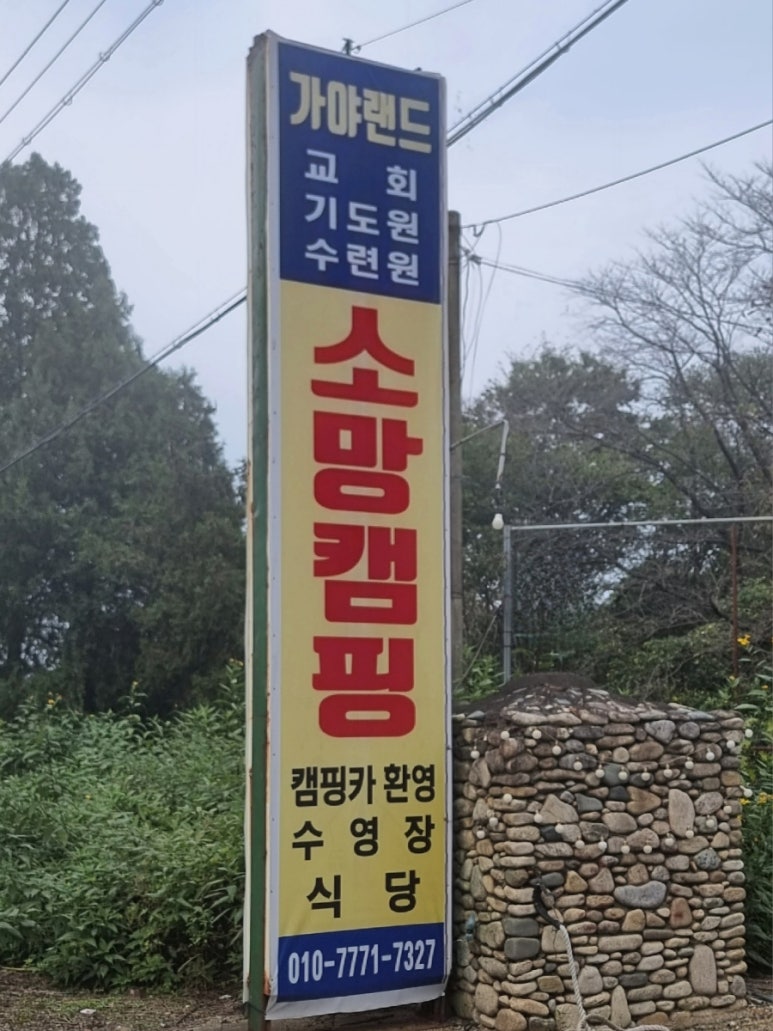 가야랜드
교 회
기도원
수련원
소망캠핑
캠핑카 환영
수 영 장
식 당
010-7771-7327